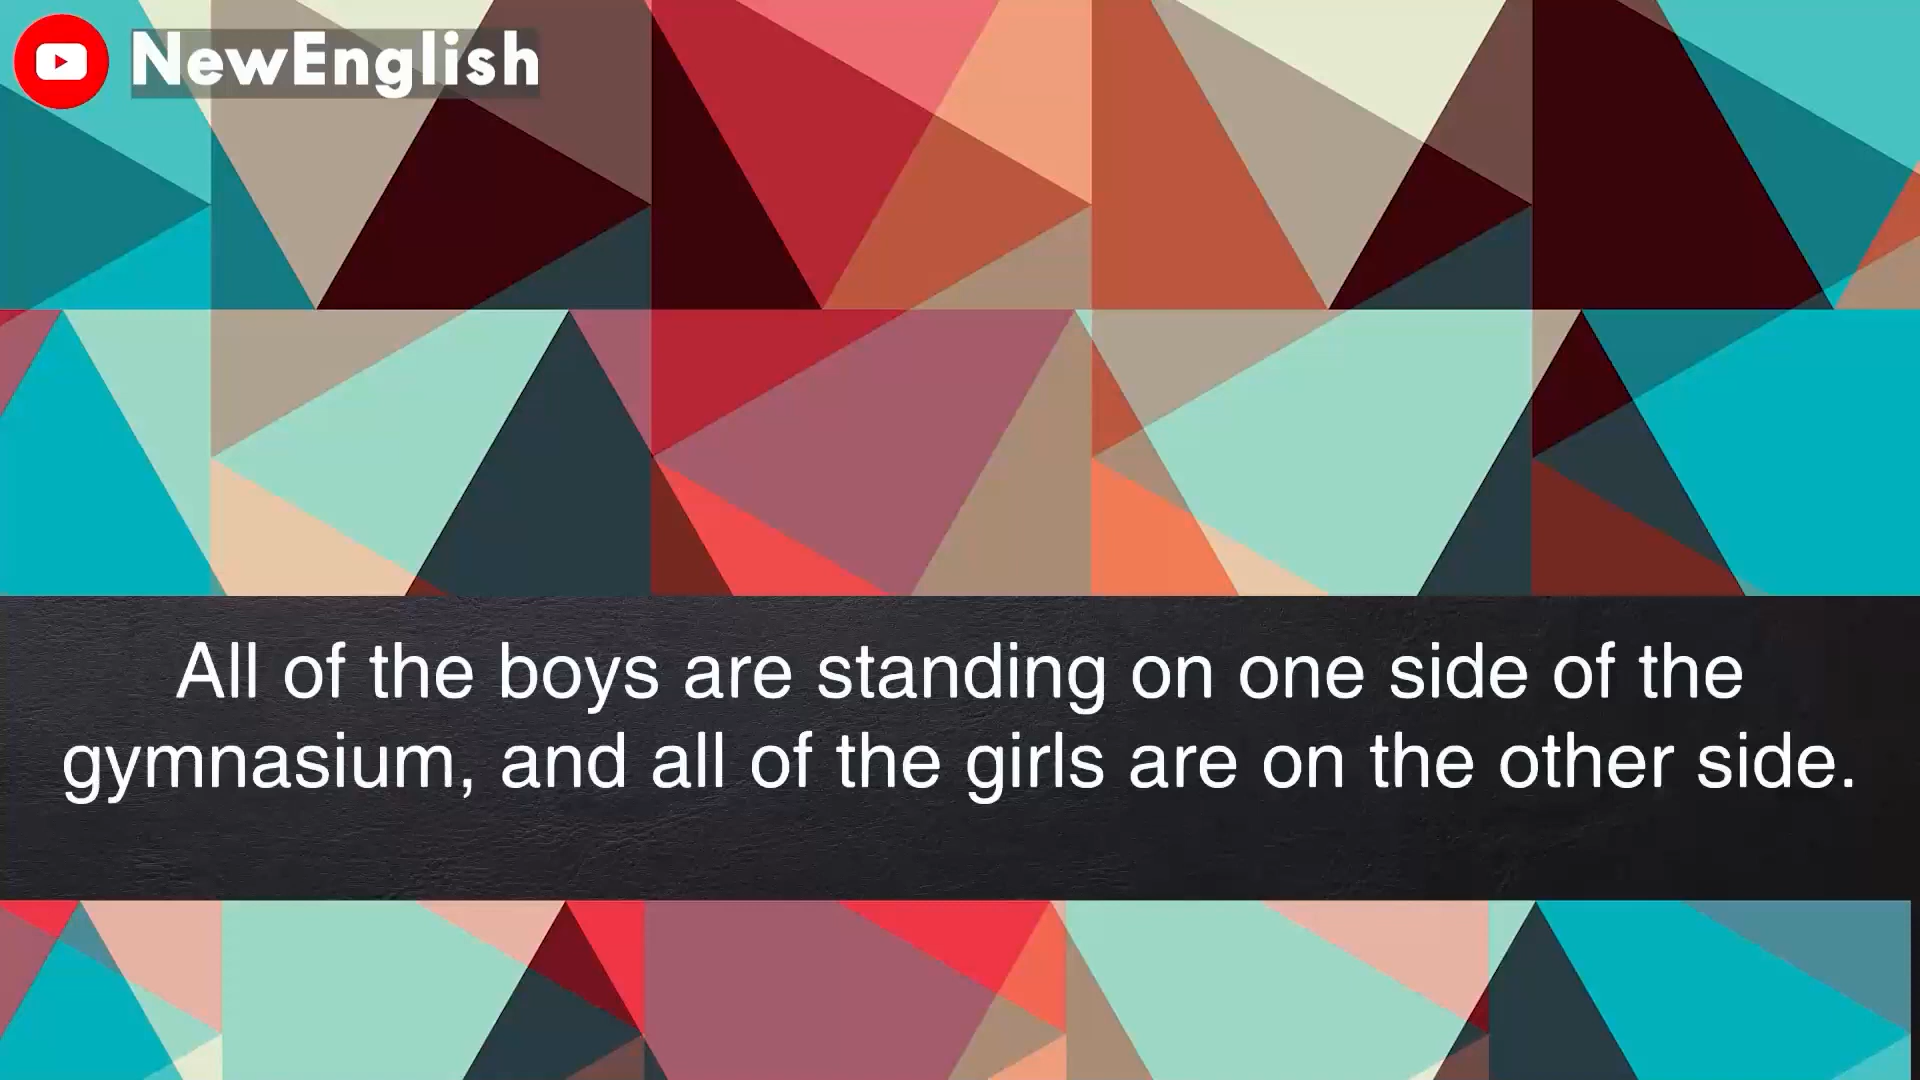 NewEnglish
All of the boys are standing on one side of the
gymnasium, and all of the girls are on the other side.